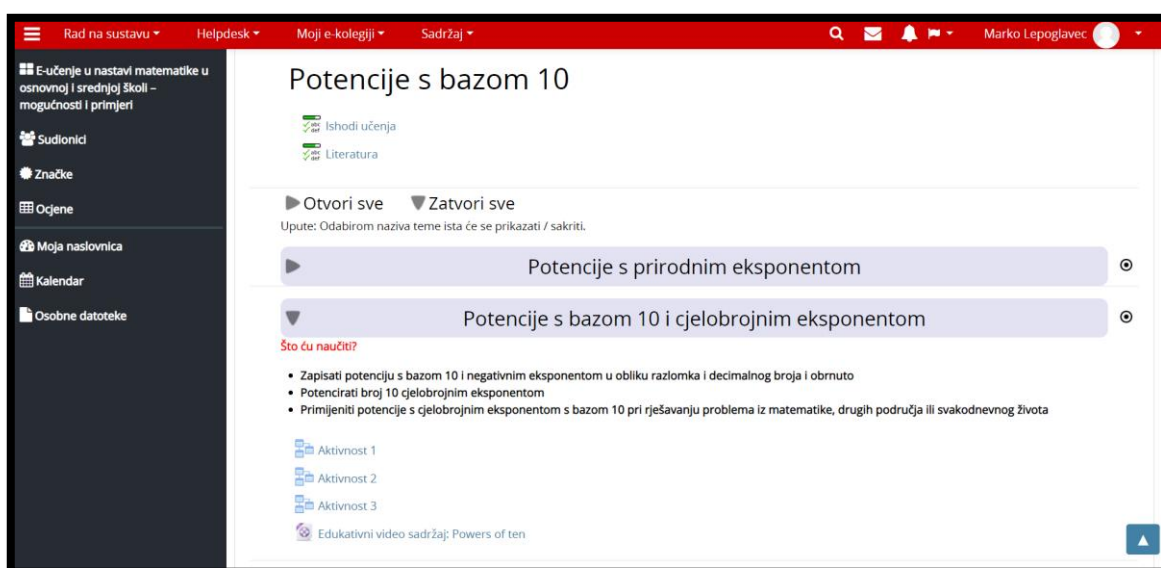 Rad na sustavu Helpdesk Moji e-kolegiji Sadržaj Marko Lepoglavec
E-učenje u nastavi matematike u
osnovnoj i srednjoj školi –
mogućnosti i primjeri
Sudionici
Značke
Ocjene
Moja naslovnica
Kalendar
Osobne datoteke
Potencije s bazom 10
Ishodi učenja
Literatura
Otvori sve Zatvori sve
Upute: Odabirom naziva teme ista će se prikazati / sakriti.
Potencije s prirodnim eksponentom
Potencije s bazom 10 i cjelobrojnim eksponentom
Što ću naučiti?
• Zapisati potenciju s bazom 10 i negativnim eksponentom u obliku razlomka i decimalnog broja i obrnuto
• Potencirati broj 10 cjelobrojnim eksponentom
• Primijeniti potencije s cjelobrojnim eksponentom s bazom 10 pri rješavanju problema iz matematike, drugih područja ili svakodnevnog života
Aktivnost 1
Aktivnost 2
Aktivnost 3
Edukativni video sadržaj: Powers of ten